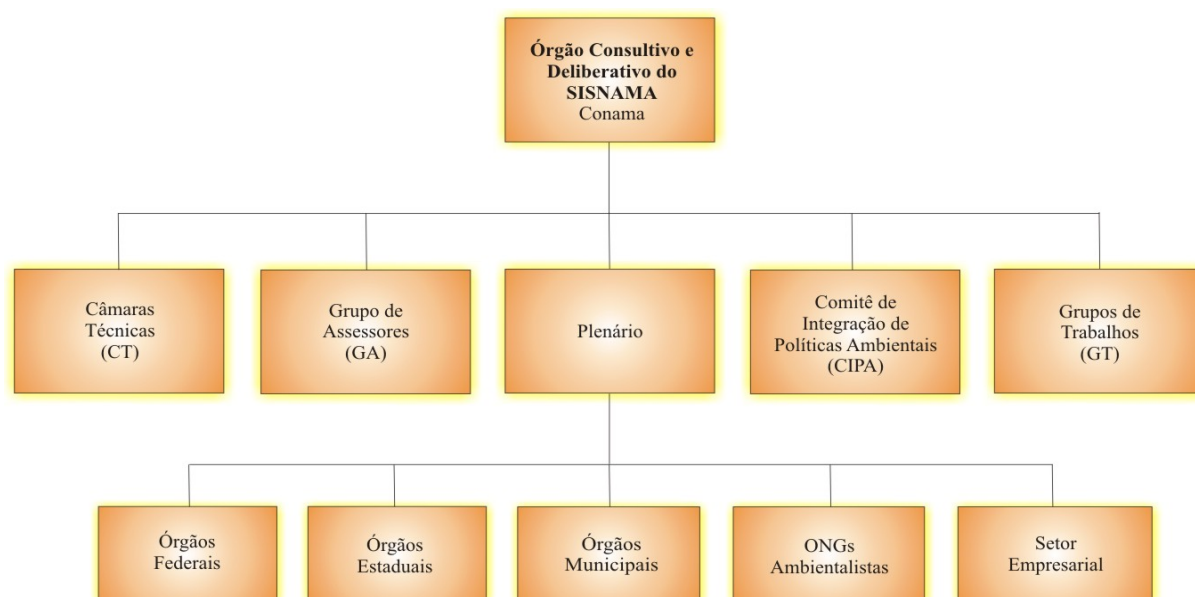 Órgão Consultivo e
Deliberativo do
SISNAMA
Conama
Câmaras
Técnicas
(CT)
Grupo de
Assessores
(GA)
Plenário
Comitê de
Integração de
Políticas Ambientais
(CIPA)
Grupos de
Trabalhos
(GT)
Órgãos
Federais
Órgãos
Estaduais
Órgãos
Municipais
ONGs
Ambientalistas
Setor
Empresarial